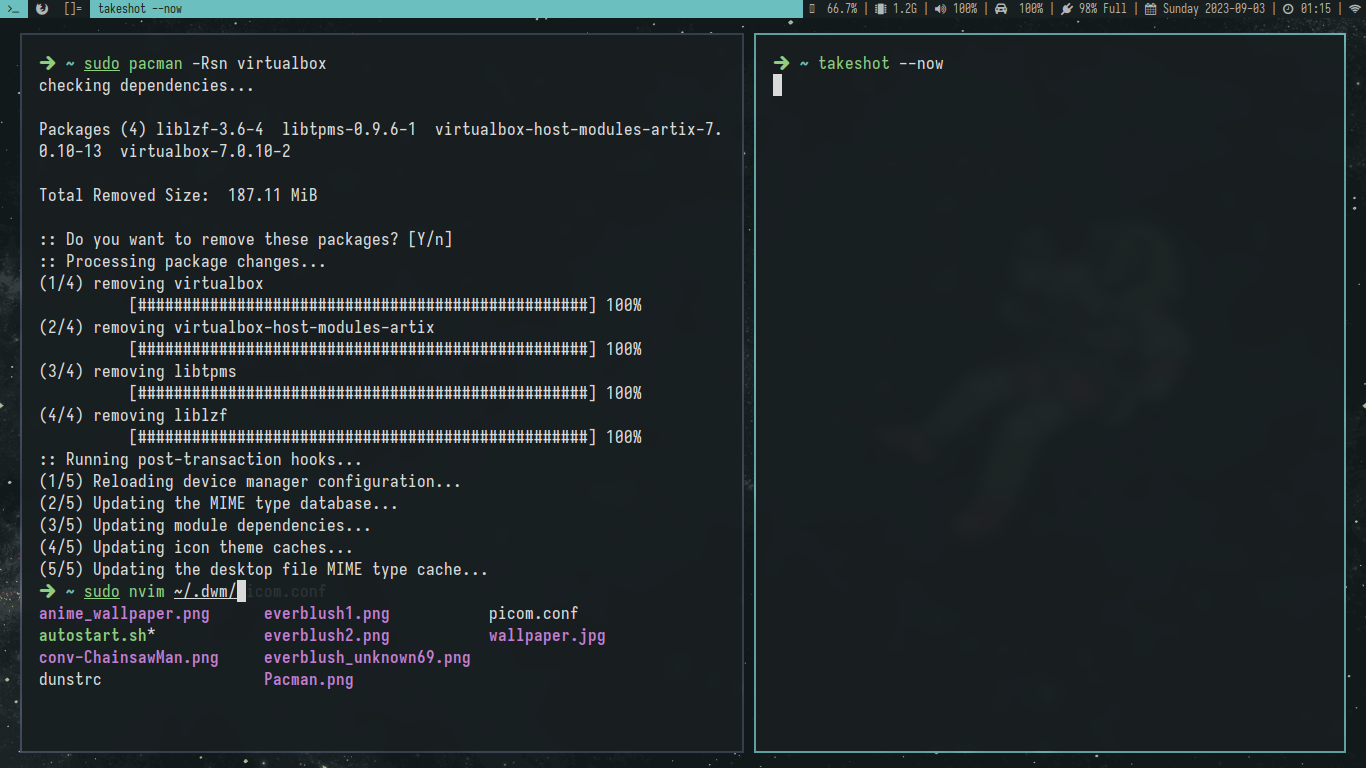 >_ []= takeshot --now 66.7% | 1.2G | 100% | 100% | 98% Full | Sunday 2023-09-03 | 01:15 |
➜ ~ sudo pacman -Rsn virtualbox
checking dependencies...
Packages (4) liblzf-3.6-4  libtpms-0.9.6-1  virtualbox-host-modules-artix-7.
0.10-13  virtualbox-7.0.10-2
Total Removed Size:  187.11 MiB
:: Do you want to remove these packages? [Y/n]
:: Processing package changes...
(1/4) removing virtualbox
[##################################################] 100%
(2/4) removing virtualbox-host-modules-artix
[##################################################] 100%
(3/4) removing libtpms
[##################################################] 100%
(4/4) removing liblzf
[##################################################] 100%
:: Running post-transaction hooks...
(1/5) Reloading device manager configuration...
(2/5) Updating the MIME type database...
(3/5) Updating module dependencies...
(4/5) Updating icon theme caches...
(5/5) Updating the desktop file MIME type cache...
➜ ~ sudo nvim ~/.dwm/picom.conf
anime_wallpaper.png      everblush1.png           picom.conf
autostart.sh*            everblush2.png           wallpaper.jpg
conv-ChainsawMan.png     everblush_unknown69.png
dunstrc                  Pacman.png
➜ ~ takeshot --now